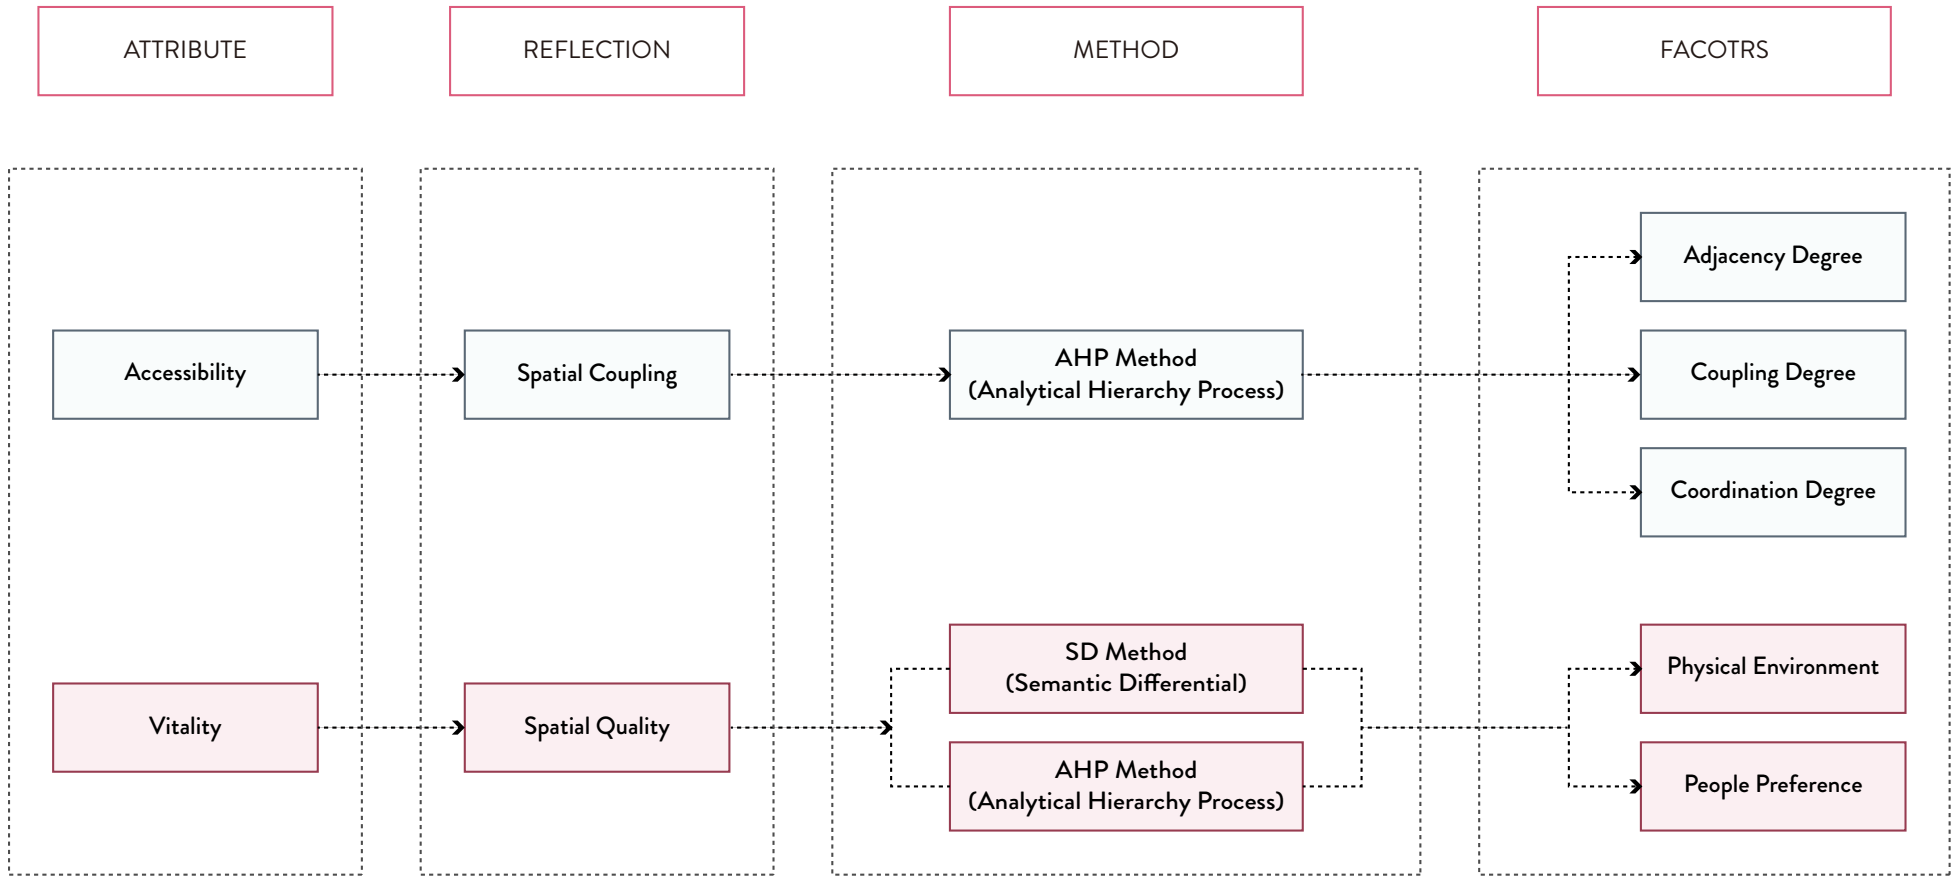 ATTRIBUTE
REFLECTION
METHOD
FACOTRS
Accessibility
Spatial Coupling
AHP Method
(Analytical Hierarchy Process)
Adjacency Degree
Coupling Degree
Coordination Degree
Vitality
Spatial Quality
SD Method
(Semantic Differential)
AHP Method
(Analytical Hierarchy Process)
Physical Environment
People Preference